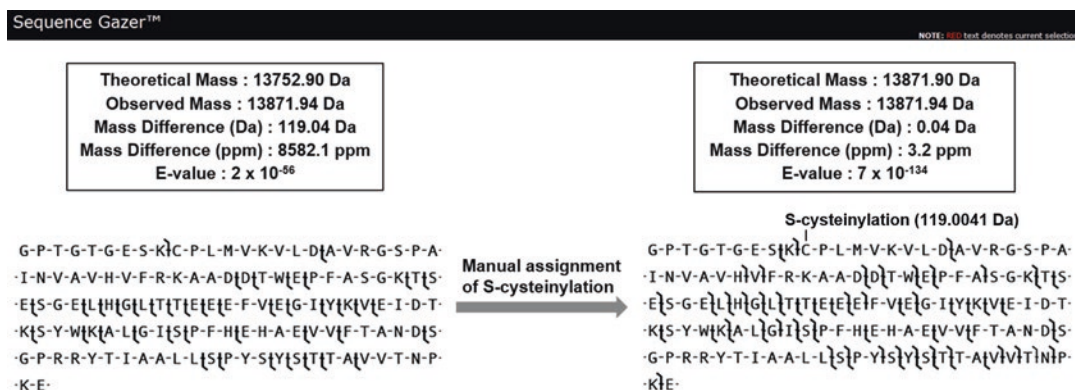 Sequence Gazer™
NOTE: RED text denotes current selection
Theoretical Mass : 13752.90 Da
Observed Mass : 13871.94 Da
Mass Difference (Da) : 119.04 Da
Mass Difference (ppm) : 8582.1 ppm
E-value : 2 x 10⁻⁵⁶
G-P-T-G-T-G-E-S-K-C-P-L-M-V-K-V-L-D-A-V-R-G-S-P-A-
-I-N-V-A-V-H-V-F-R-K-A-A-D-D-T-W-E-P-F-A-S-G-K-T-S-
-E-S-G-E-L-H-G-L-T-T-E-E-E-F-V-E-G-I-Y-K-V-E-I-D-T-
-K-S-Y-W-K-A-L-G-I-S-P-F-H-E-H-A-E-V-V-F-T-A-N-D-S-
-G-P-R-R-Y-T-I-A-A-L-L-S-P-Y-S-Y-S-T-T-A-V-V-T-N-P-
-K-E-
Manual assignment
of S-cysteinylation
Theoretical Mass : 13871.90 Da
Observed Mass : 13871.94 Da
Mass Difference (Da) : 0.04 Da
Mass Difference (ppm) : 3.2 ppm
E-value : 7 x 10⁻¹³⁴
S-cysteinylation (119.0041 Da)
G-P-T-G-T-G-E-S-K-C-P-L-M-V-K-V-L-D-A-V-R-G-S-P-A-
-I-N-V-A-V-H-V-F-R-K-A-A-D-D-T-W-E-P-F-A-S-G-K-T-S-
-E-S-G-E-L-H-G-L-T-T-E-E-E-F-V-E-G-I-Y-K-V-E-I-D-T-
-K-S-Y-W-K-A-L-G-I-S-P-F-H-E-H-A-E-V-V-F-T-A-N-D-S-
-G-P-R-R-Y-T-I-A-A-L-L-S-P-Y-S-Y-S-T-T-A-V-V-T-N-P-
-K-E-